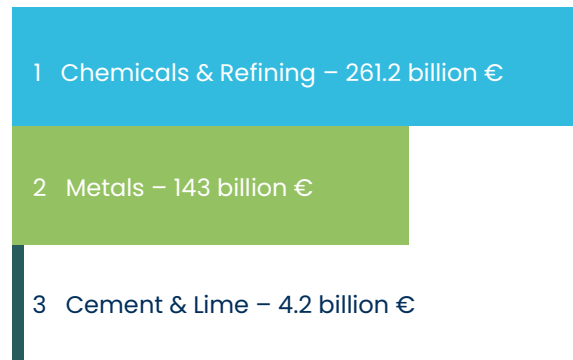 1 Chemicals & Refining – 261.2 billion €
2 Metals – 143 billion €
3 Cement & Lime – 4.2 billion €